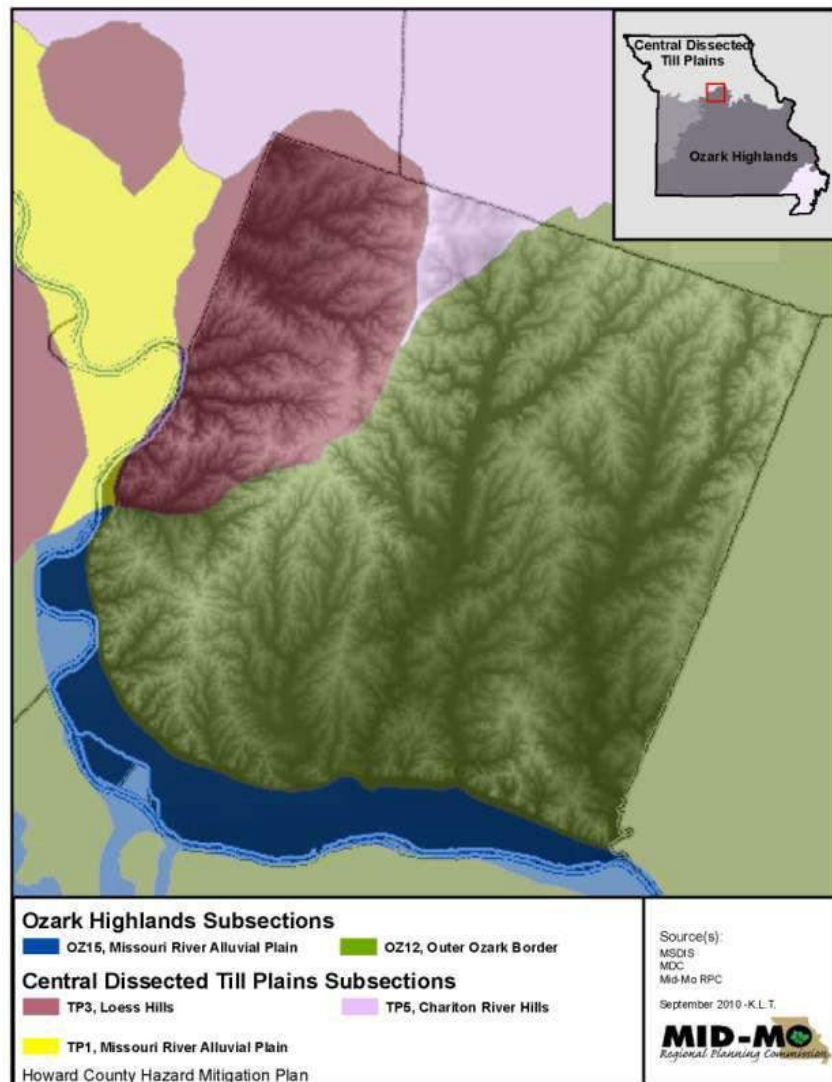 Central Dissected
Till Plains
Ozark Highlands
Ozark Highlands Subsections
OZ15, Missouri River Alluvial Plain
OZ12, Outer Ozark Border
Central Dissected Till Plains Subsections
TP3, Loess Hills
TP5, Chariton River Hills
TP1, Missouri River Alluvial Plain
Howard County Hazard Mitigation Plan
Source(s):
MSDIS
MDC
Mid-Mo RPC
September 2010 -K.L.T.
MID-MO
Regional Planning Commission